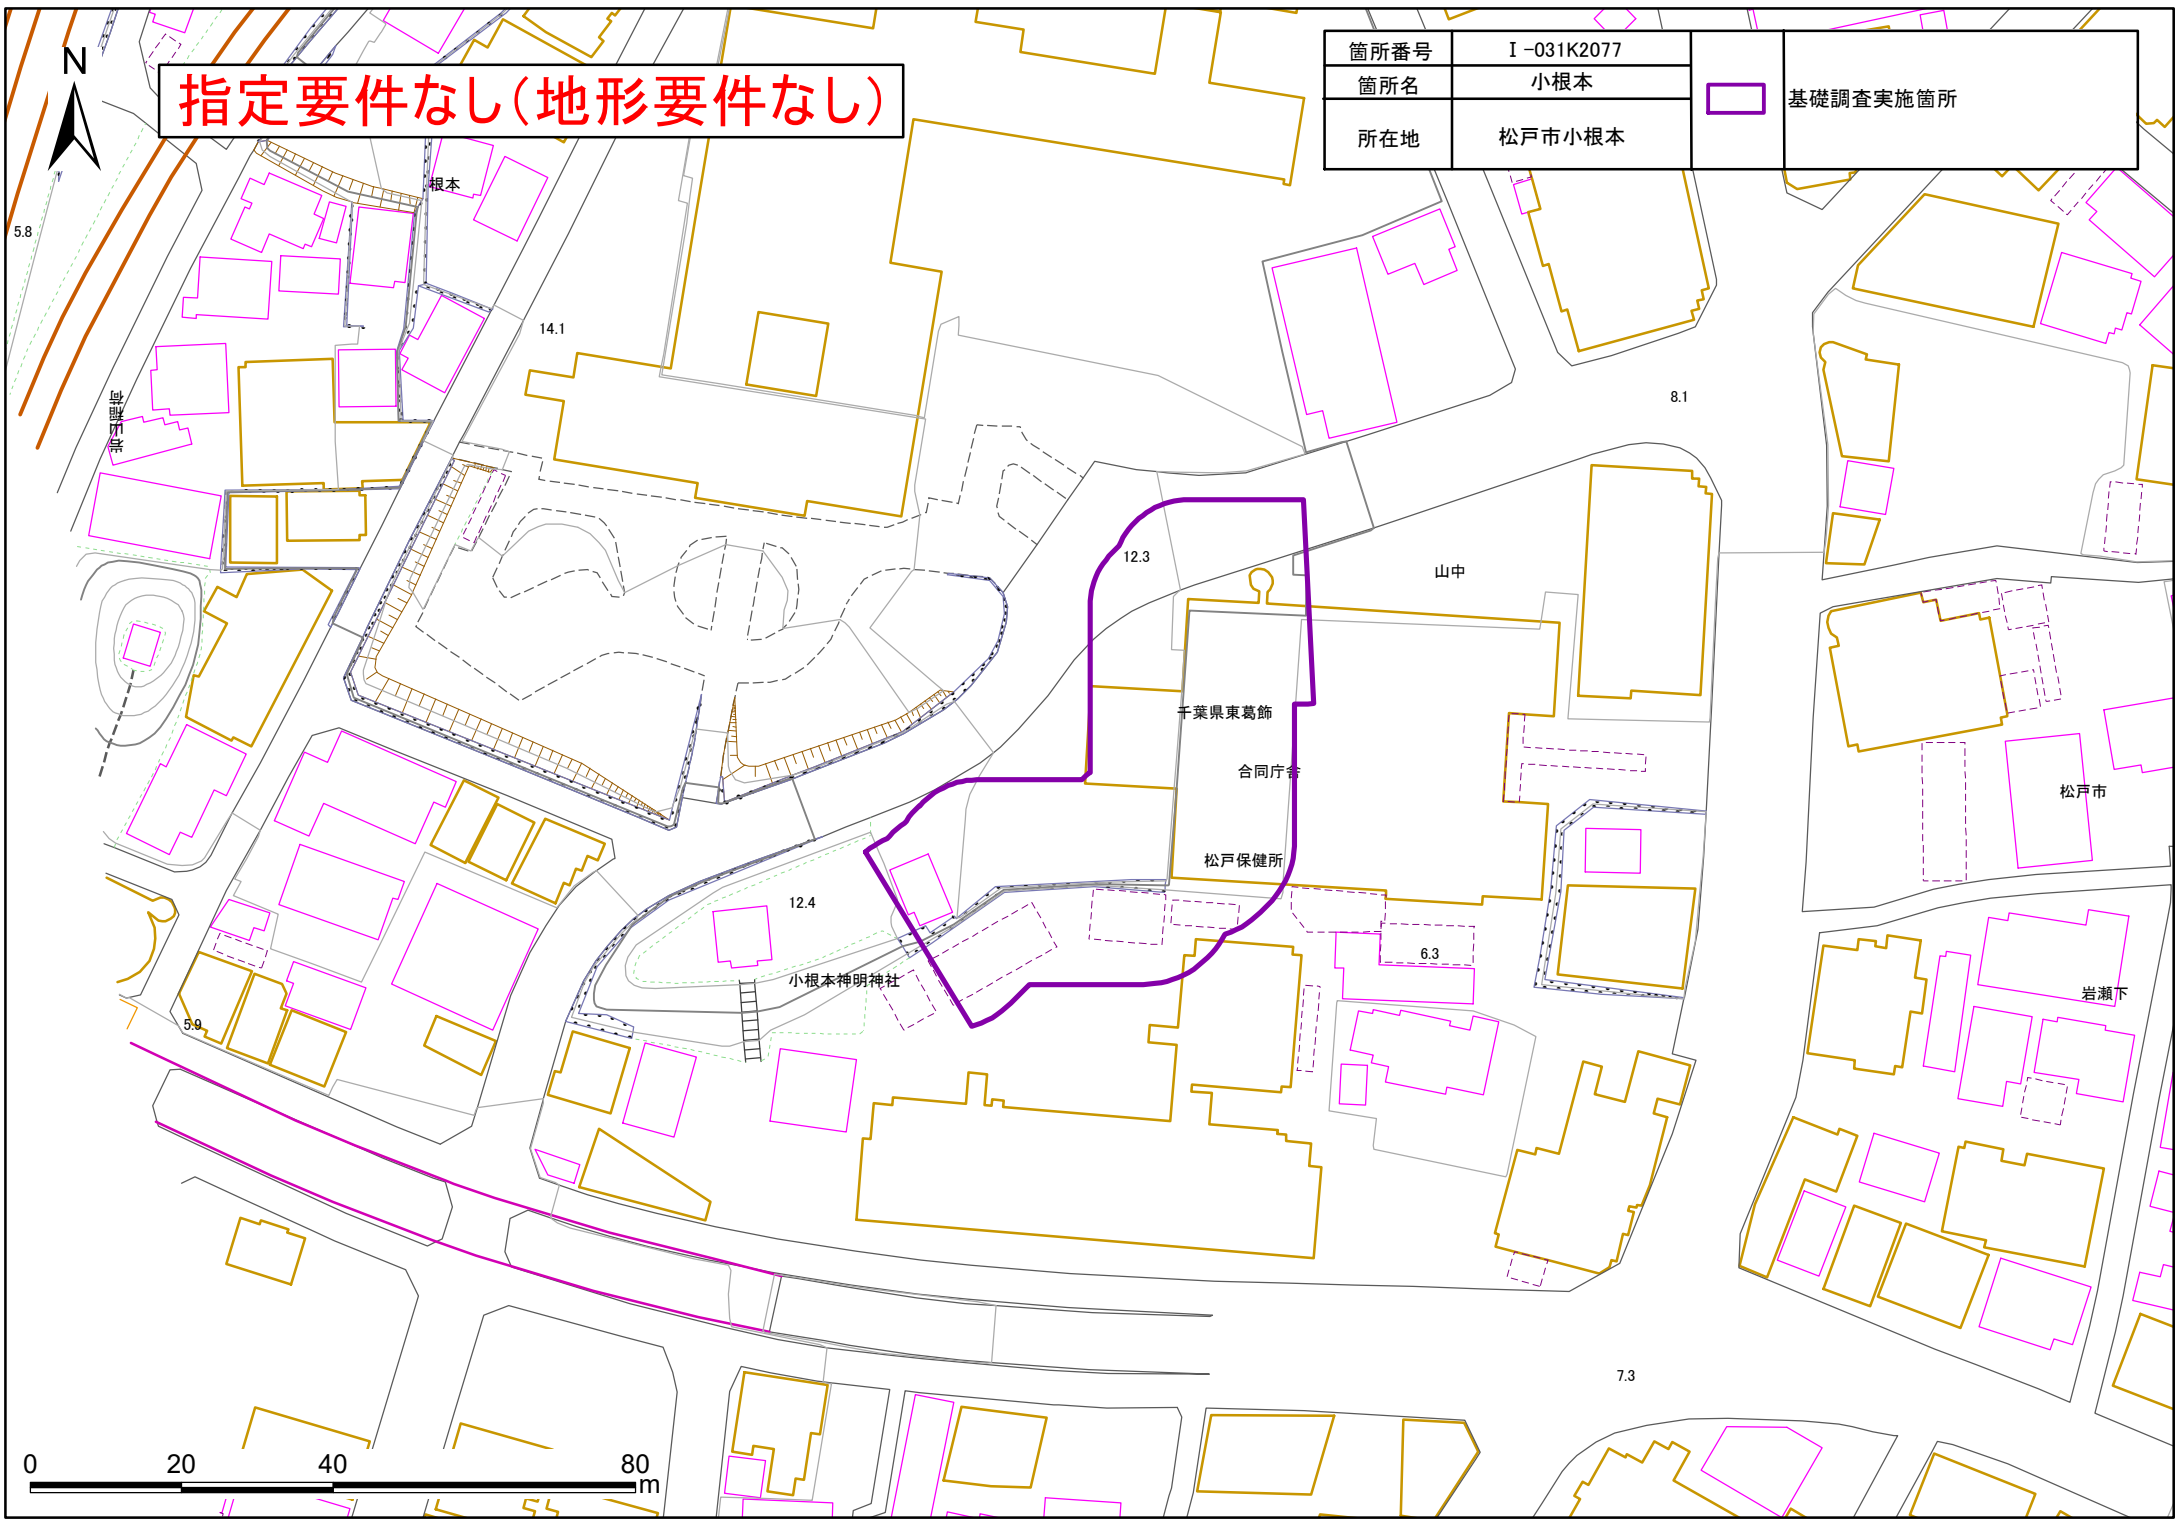 N
指定要件なし(地形要件なし)
箇所番号 Ⅰ-031K2077
箇所名 小根本
所在地 松戸市小根本
基礎調査実施箇所
根本
5.8
14.1
8.1
岩山稲荷
12.3
山中
千葉県東葛飾
合同庁舎
松戸市
松戸保健所
12.4
6.3
小根本神明神社
岩瀬下
5.9
7.3
0 20 40 80
m